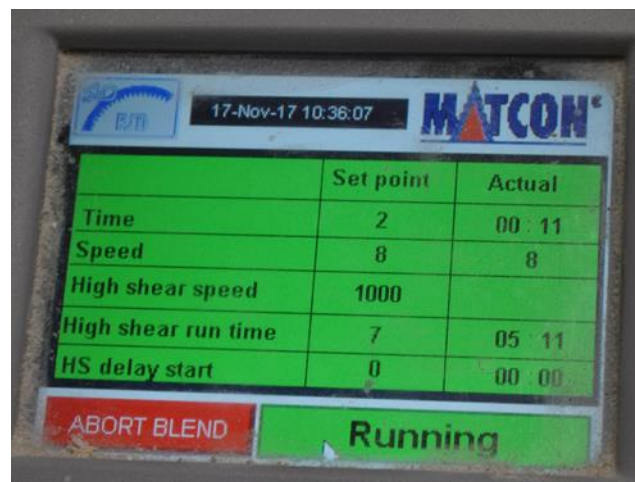 17-Nov-17 10:36:07
MATCON
Set point Actual
Time 2 00 : 11
Speed 8 8
High shear speed 1000
High shear run time 7 05 : 11
HS delay start 0 00 : 00
ABORT BLEND Running